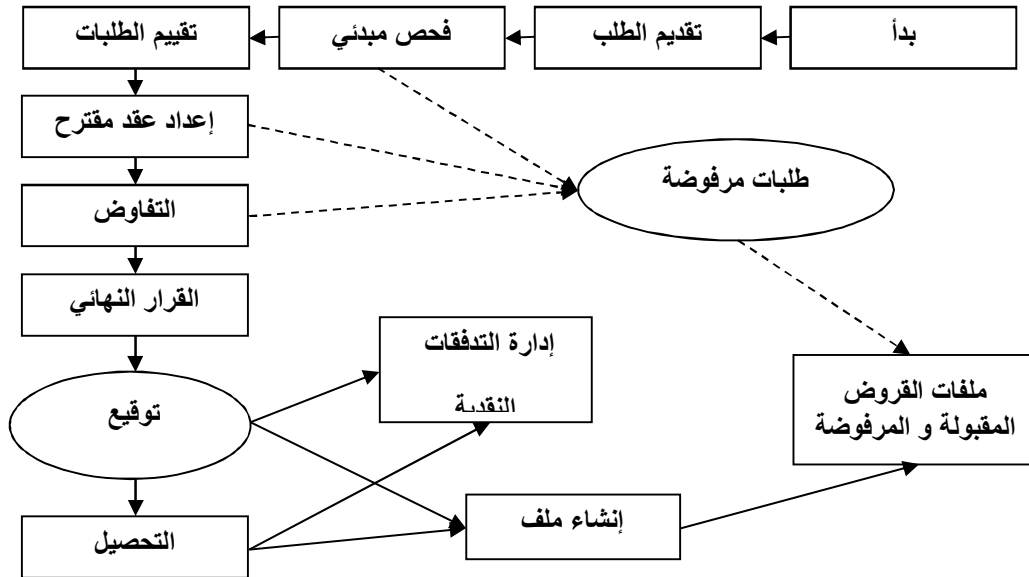 بدأ
تقديم الطلب
فحص مبدئي
تقييم الطلبات
إعداد عقد مقترح
طلبات مرفوضة
التفاوض
القرار النهائي
إدارة التدفقات
النقدية
ملفات القروض
المقبولة و المرفوضة
توقيع
إنشاء ملف
التحصيل